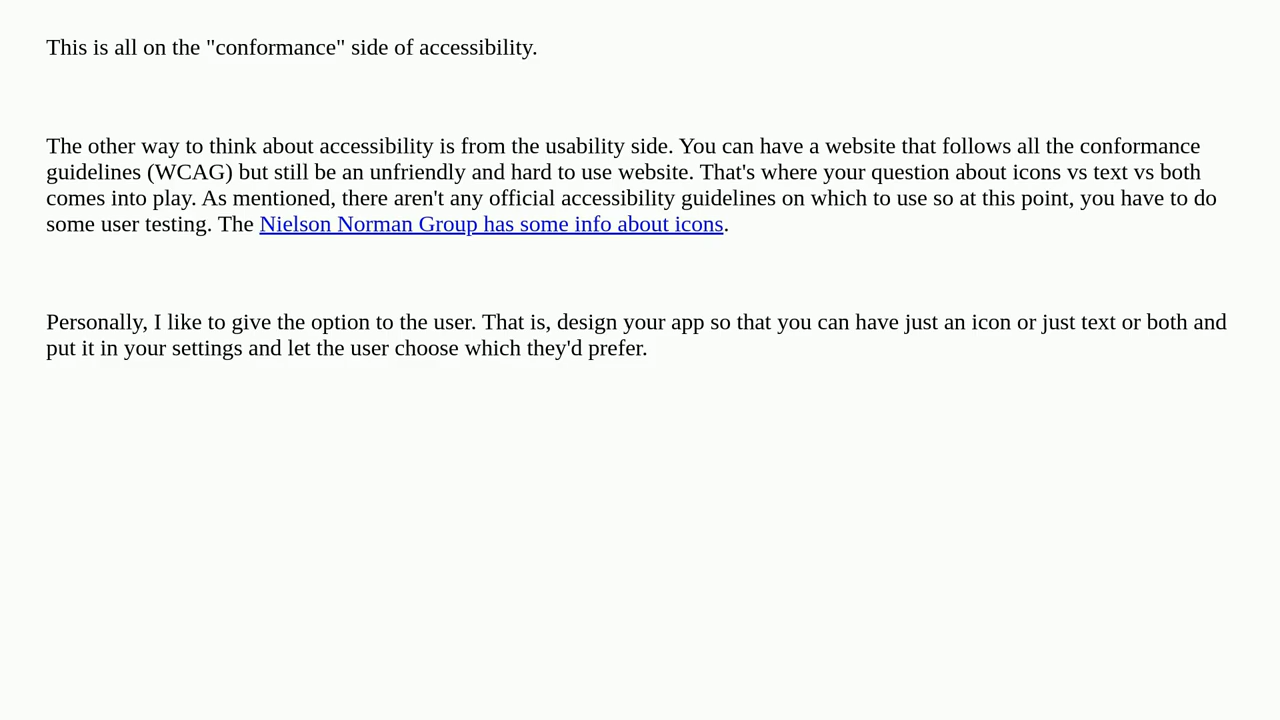 This is all on the "conformance" side of accessibility.
The other way to think about accessibility is from the usability side. You can have a website that follows all the conformance
guidelines (WCAG) but still be an unfriendly and hard to use website. That's where your question about icons vs text vs both
comes into play. As mentioned, there aren't any official accessibility guidelines on which to use so at this point, you have to do
some user testing. The Nielson Norman Group has some info about icons.
Personally, I like to give the option to the user. That is, design your app so that you can have just an icon or just text or both and
put it in your settings and let the user choose which they'd prefer.